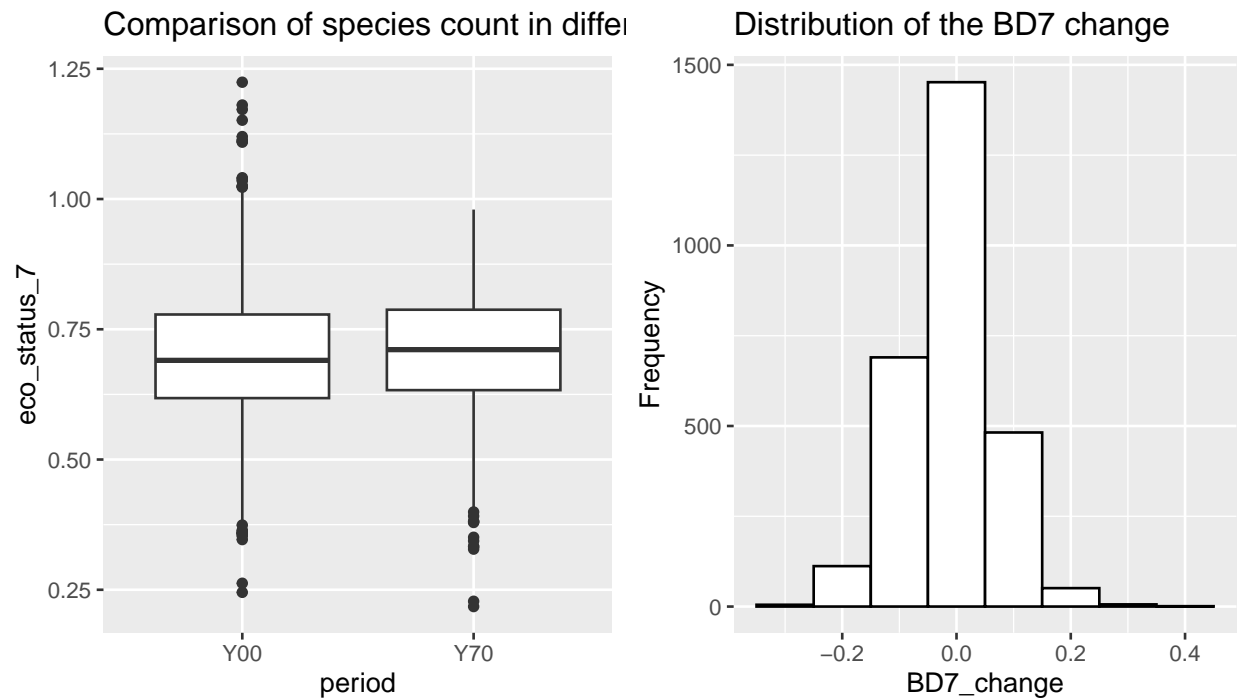 Comparison of species count in differ
1.25
1.00
0.75
0.50
0.25
eco_status_7
Y00 Y70
period
Distribution of the BD7 change
1500
1000
500
0
Frequency
−0.2 0.0 0.2 0.4
BD7_change